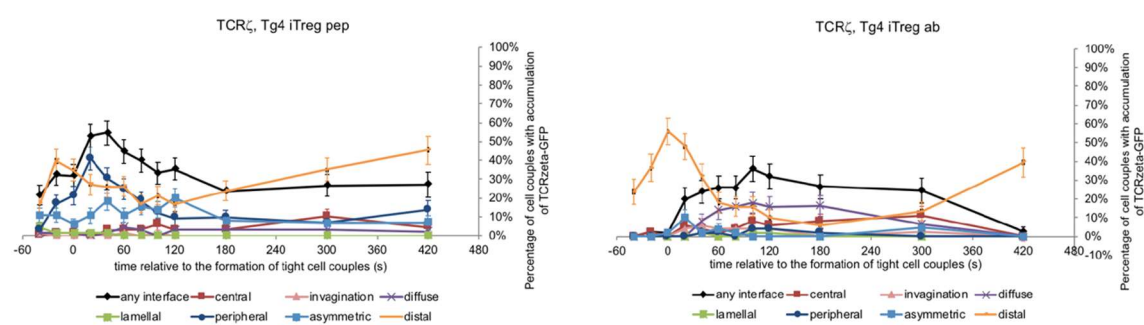 TCRζ, Tg4 iTreg pep
100%
90%
80%
70%
60%
50%
40%
30%
20%
10%
0%
Percentage of cell couples with accumulation
of TCRzeta-GFP
-60 0 60 120 180 240 300 360 420 480
time relative to the formation of tight cell couples (s)
any interface central invagination diffuse
lamellal peripheral asymmetric distal
TCRζ, Tg4 iTreg ab
100%
90%
80%
70%
60%
50%
40%
30%
20%
10%
0%
-10%
Percentage of cell couples with accumulation
of TCRzeta-GFP
-60 0 60 120 180 240 300 360 420 480
time relative to the formation of tight cell couples (s)
any interface central invagination diffuse
lamellal peripheral asymmetric distal